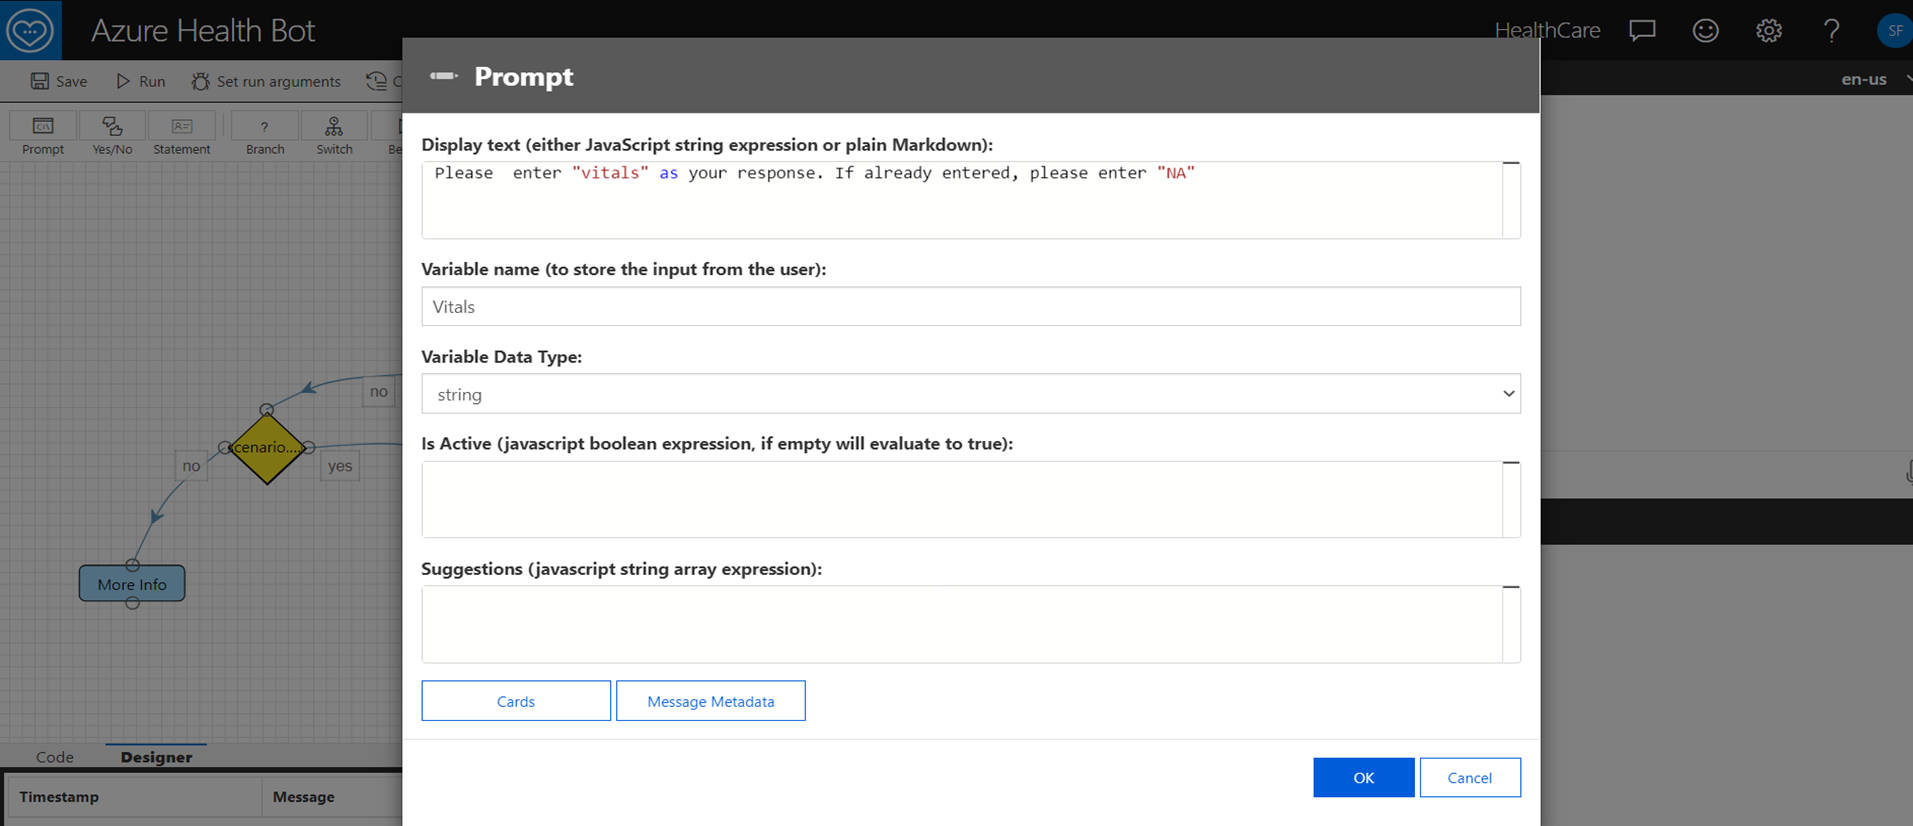 Azure Health Bot
HealthCare
SF
Save
Run
Set run arguments
en-us
Prompt
Yes/No
Statement
?
Branch
Switch
Be
Prompt
Display text (either JavaScript string expression or plain Markdown):
Please  enter "vitals" as your response. If already entered, please enter "NA"
Variable name (to store the input from the user):
Vitals
Variable Data Type:
string
Is Active (javascript boolean expression, if empty will evaluate to true):
Suggestions (javascript string array expression):
Cards
Message Metadata
OK
Cancel
no
cenario....
no
yes
More Info
Code
Designer
Timestamp
Message